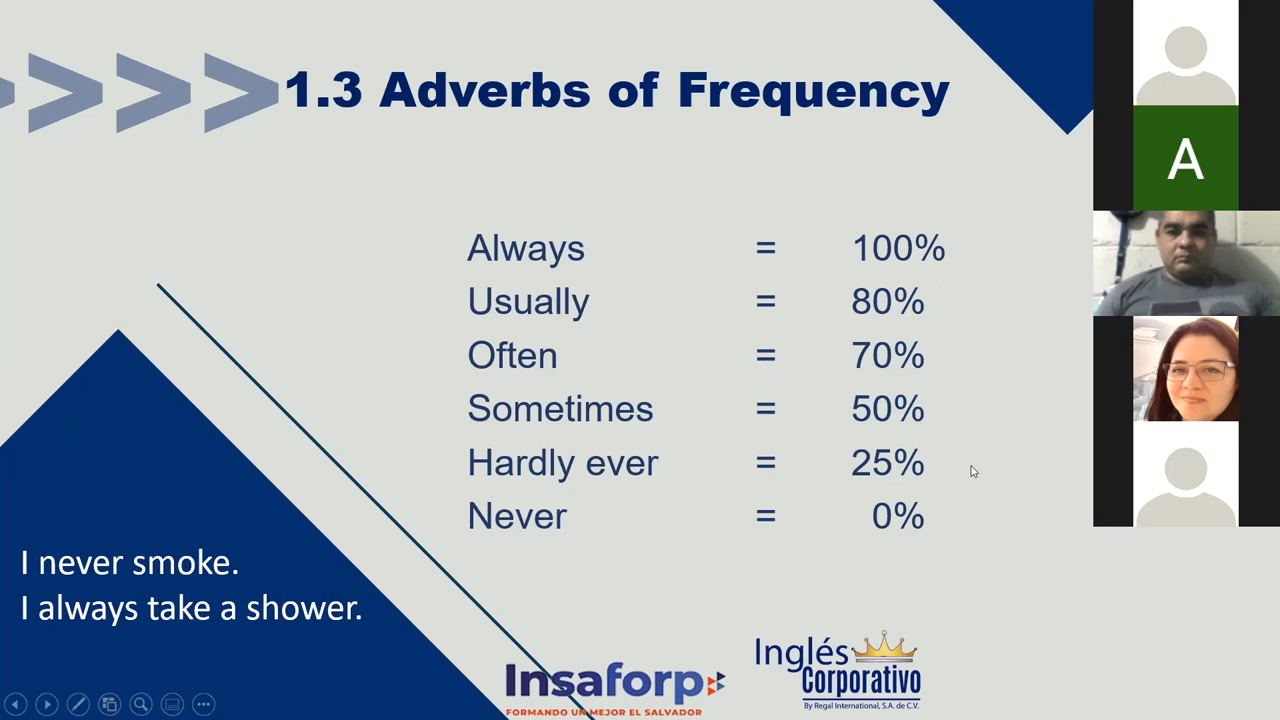 1.3 Adverbs of Frequency
Always = 100%
Usually = 80%
Often = 70%
Sometimes = 50%
Hardly ever = 25%
Never = 0%
I never smoke.
I always take a shower.
Insaforp
FORMANDO UN MEJOR EL SALVADOR
Inglés
Corporativo
By Regal International, S.A. de C.V.
A